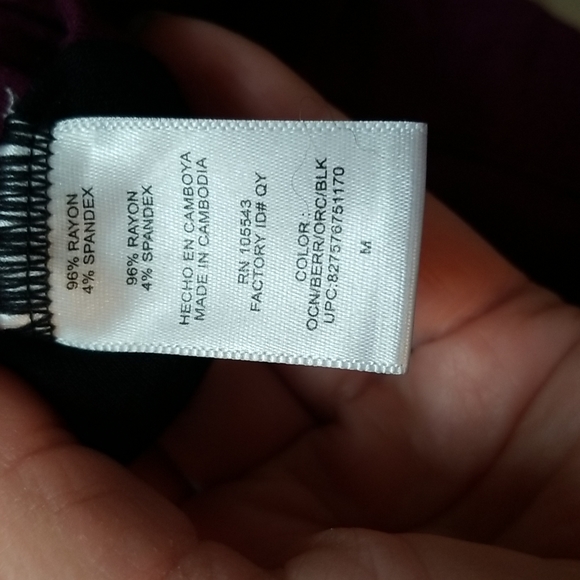 96% RAYON
4% SPANDEX
96% RAYON
4% SPANDEX
HECHO EN CAMBOYA
MADE IN CAMBODIA
RN 105543
FACTORY ID# QY
COLOR :
OCN/BERR/ORC/BLK
UPC:827576751170
M